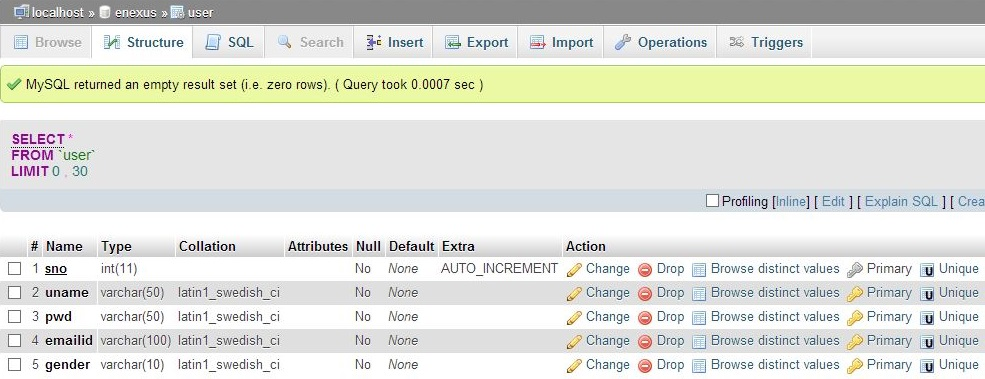 localhost » enexus » user
Browse Structure SQL Search Insert Export Import Operations Triggers
MySQL returned an empty result set (i.e. zero rows). ( Query took 0.0007 sec )
SELECT *
FROM `user`
LIMIT 0 , 30
Profiling [Inline] [ Edit ] [ Explain SQL ] [ Crea
# Name Type Collation Attributes Null Default Extra Action
1 sno int(11) No None AUTO_INCREMENT Change Drop Browse distinct values Primary Unique
2 uname varchar(50) latin1_swedish_ci No None Change Drop Browse distinct values Primary Unique
3 pwd varchar(50) latin1_swedish_ci No None Change Drop Browse distinct values Primary Unique
4 emailid varchar(100) latin1_swedish_ci No None Change Drop Browse distinct values Primary Unique
5 gender varchar(10) latin1_swedish_ci No None Change Drop Browse distinct values Primary Unique